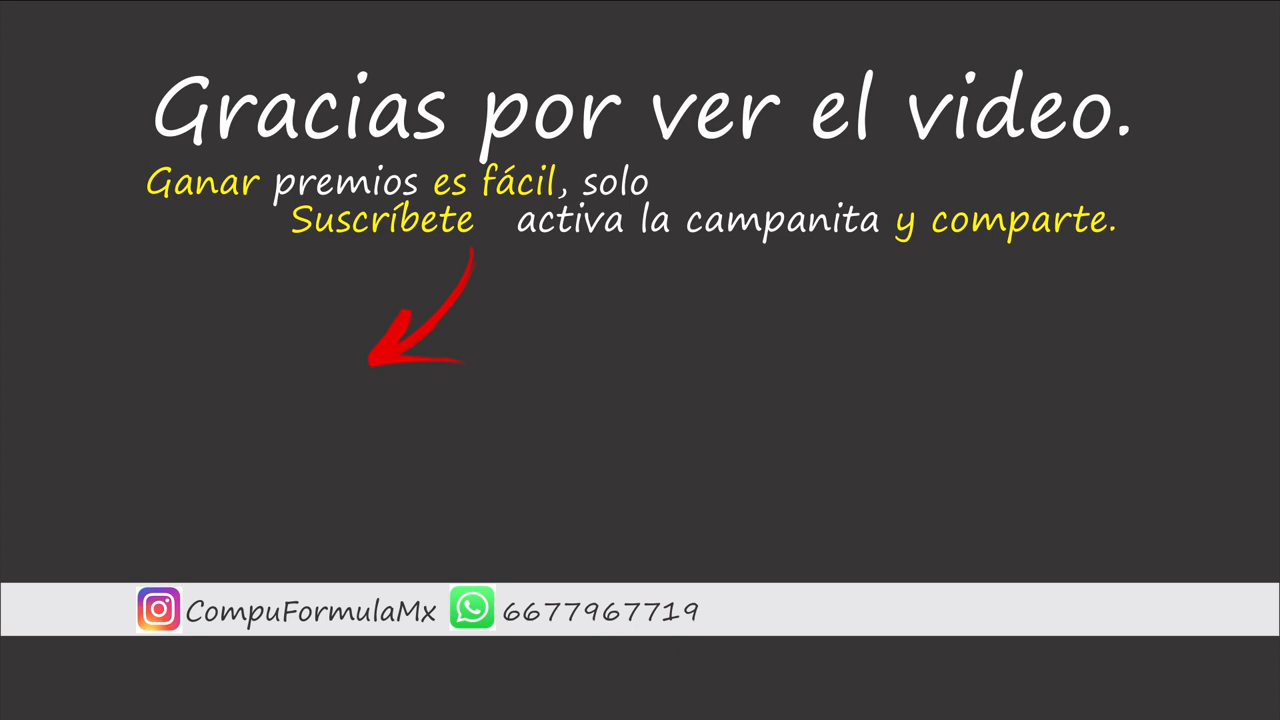 Gracias por ver el video.
Ganar premios es fácil, solo
Suscríbete activa la campanita y comparte.
CompuFormulaMx 6677967719